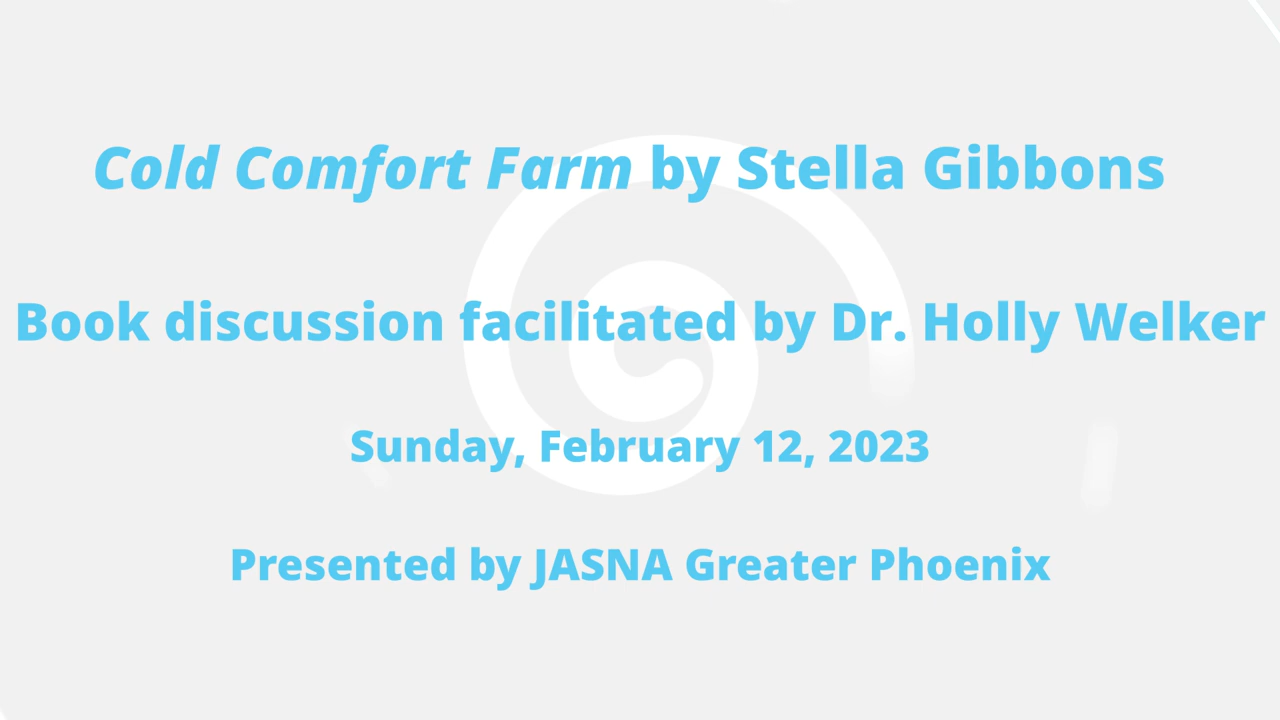 Cold Comfort Farm by Stella Gibbons
Book discussion facilitated by Dr. Holly Welker
Sunday, February 12, 2023
Presented by JASNA Greater Phoenix